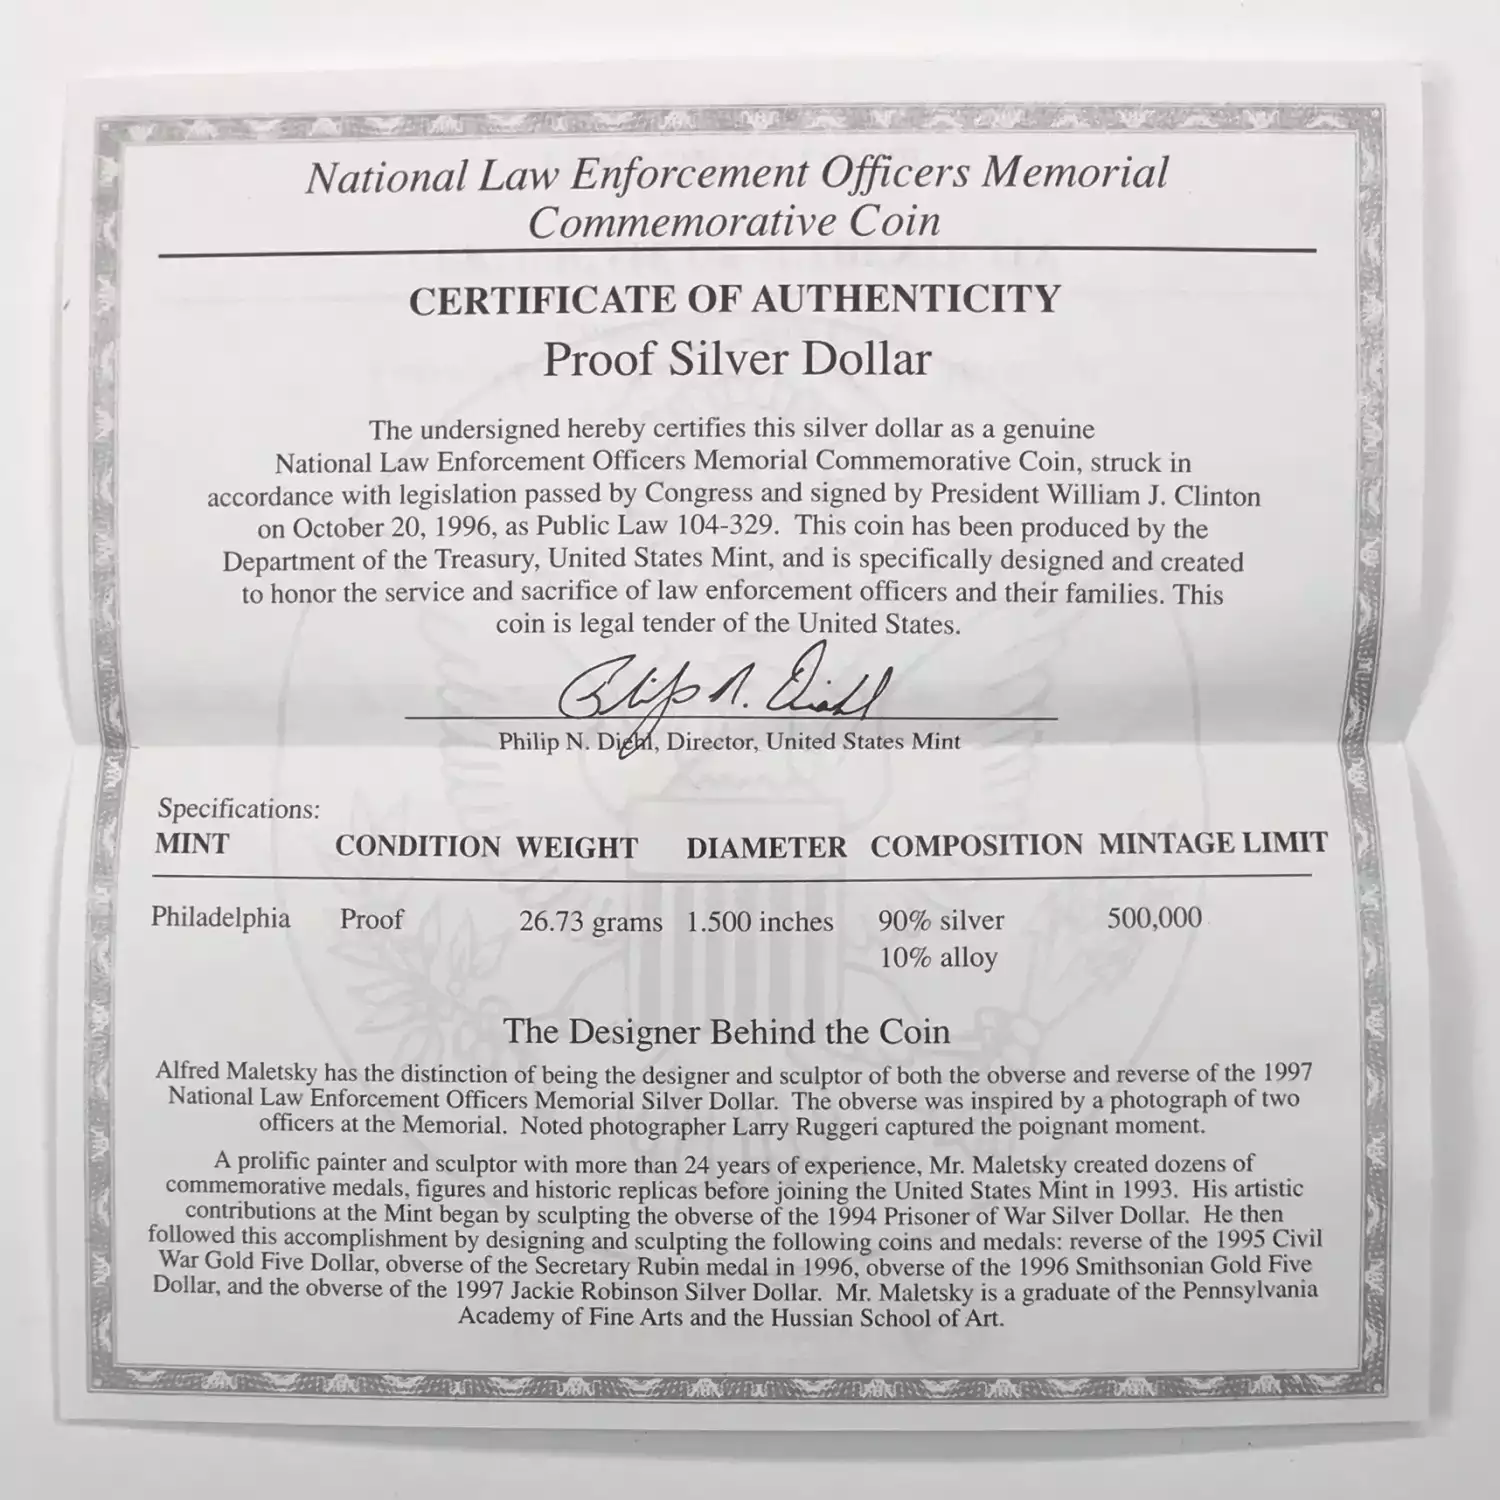 National Law Enforcement Officers Memorial
Commemorative Coin
CERTIFICATE OF AUTHENTICITY
Proof Silver Dollar
The undersigned hereby certifies this silver dollar as a genuine
National Law Enforcement Officers Memorial Commemorative Coin, struck in
accordance with legislation passed by Congress and signed by President William J. Clinton
on October 20, 1996, as Public Law 104-329. This coin has been produced by the
Department of the Treasury, United States Mint, and is specifically designed and created
to honor the service and sacrifice of law enforcement officers and their families. This
coin is legal tender of the United States.
Philip N. Diehl
Philip N. Diehl, Director, United States Mint
Specifications:
MINT CONDITION WEIGHT DIAMETER COMPOSITION MINTAGE LIMIT
Philadelphia Proof 26.73 grams 1.500 inches 90% silver 500,000
10% alloy
The Designer Behind the Coin
Alfred Maletsky has the distinction of being the designer and sculptor of both the obverse and reverse of the 1997
National Law Enforcement Officers Memorial Silver Dollar. The obverse was inspired by a photograph of two
officers at the Memorial. Noted photographer Larry Ruggeri captured the poignant moment.
A prolific painter and sculptor with more than 24 years of experience, Mr. Maletsky created dozens of
commemorative medals, figures and historic replicas before joining the United States Mint in 1993. His artistic
contributions at the Mint began by sculpting the obverse of the 1994 Prisoner of War Silver Dollar. He then
followed this accomplishment by designing and sculpting the following coins and medals: reverse of the 1995 Civil
War Gold Five Dollar, obverse of the Secretary Rubin medal in 1996, obverse of the 1996 Smithsonian Gold Five
Dollar, and the obverse of the 1997 Jackie Robinson Silver Dollar. Mr. Maletsky is a graduate of the Pennsylvania
Academy of Fine Arts and the Hussian School of Art.